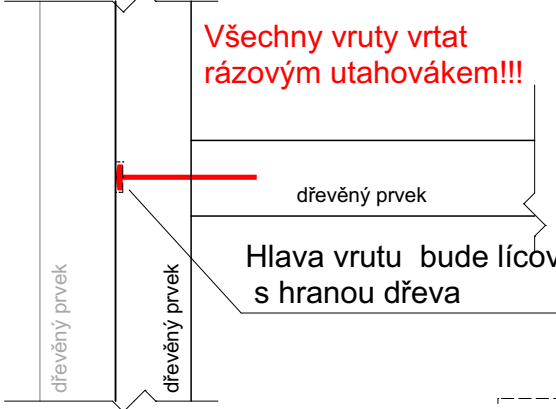 Všechny vruty vrtat
rázovým utahovákem!!!
dřevěný prvek
Hlava vrutu bude lícov
s hranou dřeva
dřevěný prvek
dřevěný prvek